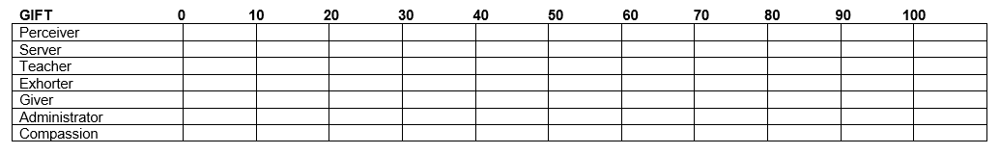 GIFT 0 10 20 30 40 50 60 70 80 90 100
Perceiver
Server
Teacher
Exhorter
Giver
Administrator
Compassion